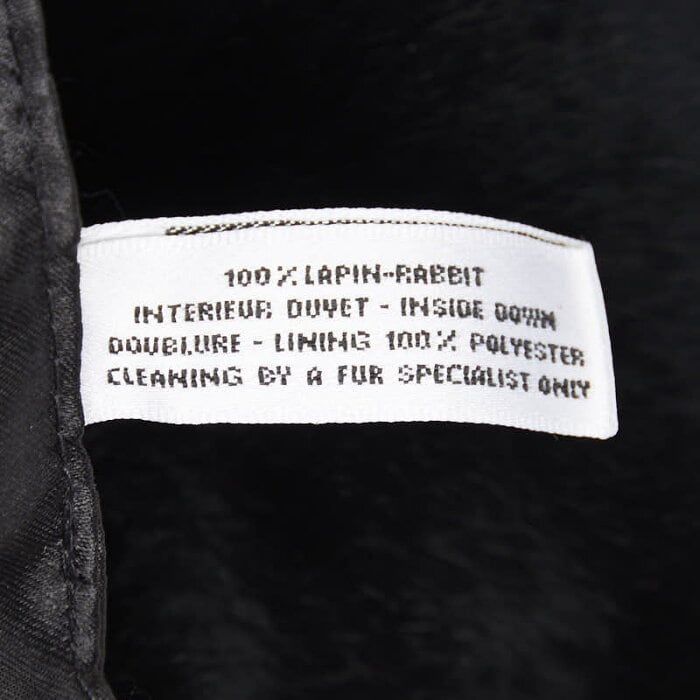 100% LAPIN-RABBIT
INTERIEUR DUVET - INSIDE DOWN
DOUBLURE - LINING 100% POLYESTER
CLEANING BY A FUR SPECIALIST ONLY